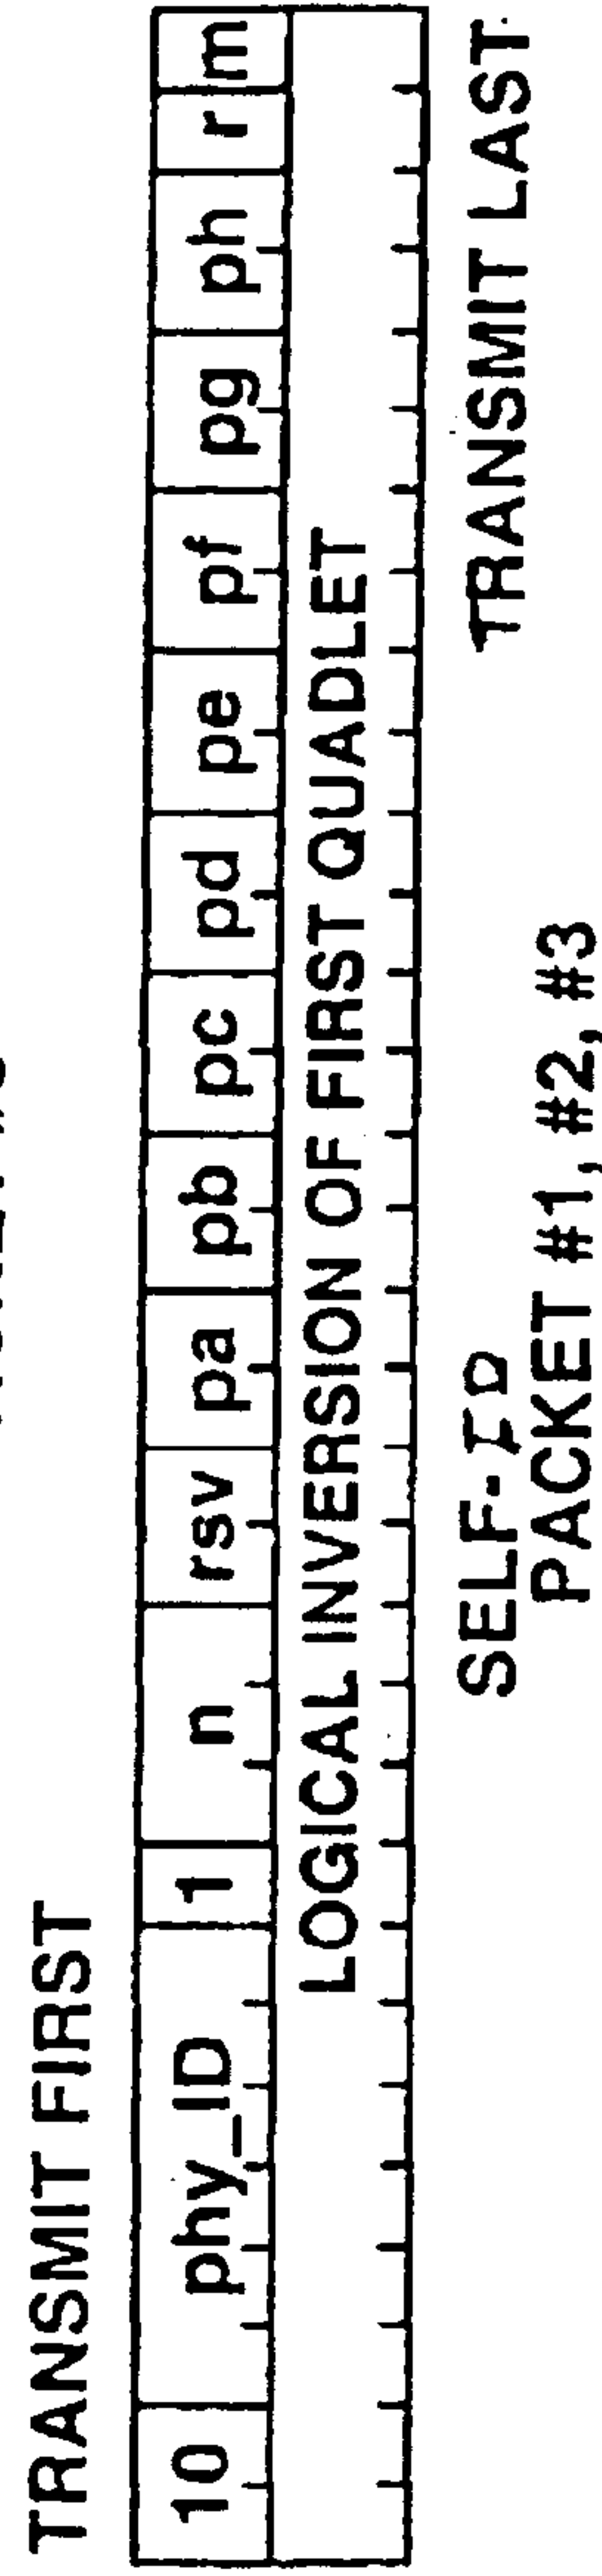 TRANSMIT FIRST
10 phy_ID 1 n rsv pa pb pc pd pe pf pg ph r m
LOGICAL INVERSION OF FIRST QUADLET
TRANSMIT LAST
SELF-ID
PACKET #1, #2, #3